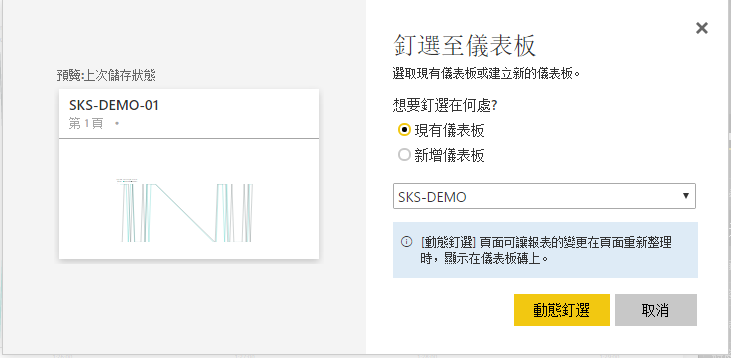 釘選至儀表板
選取現有儀表板或建立新的儀表板。
預覽:上次儲存狀態
SKS-DEMO-01
第 1 頁
想要釘選在何處?
現有儀表板
新增儀表板
SKS-DEMO
[動態釘選] 頁面可讓報表的變更在頁面重新整理
時，顯示在儀表板磚上。
動態釘選
取消